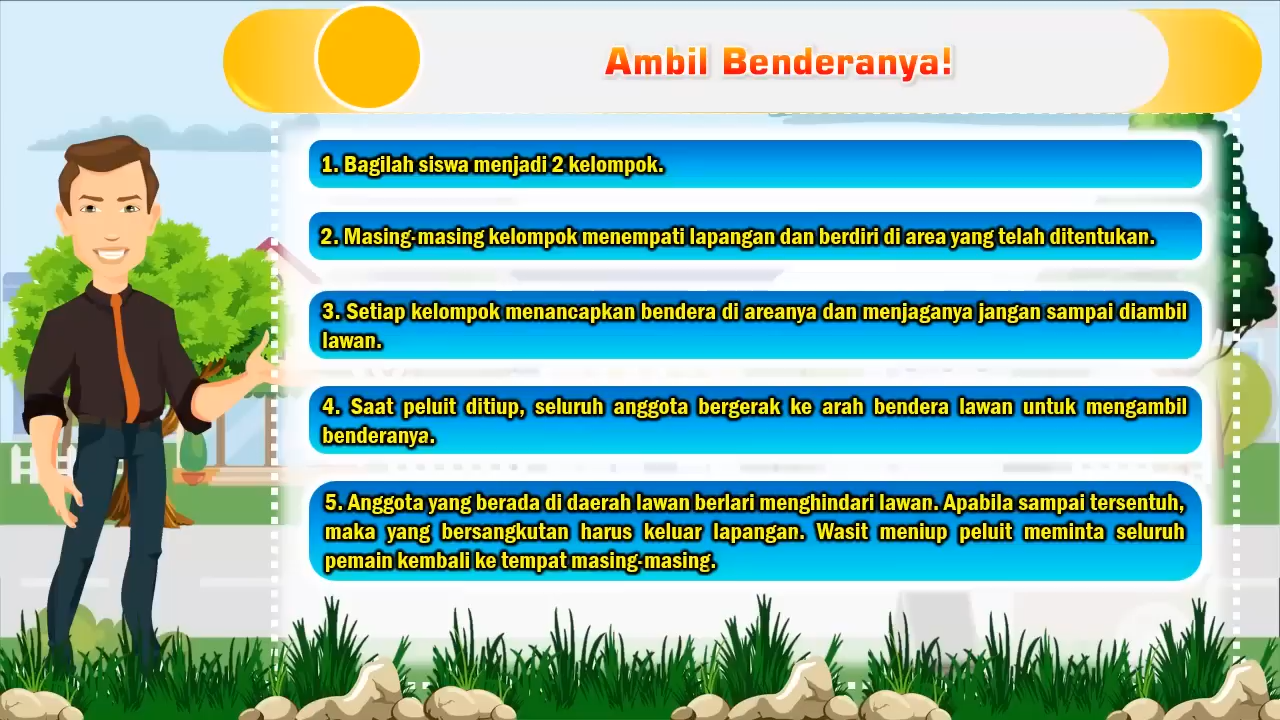 Ambil Benderanya!
1. Bagilah siswa menjadi 2 kelompok.
2. Masing-masing kelompok menempati lapangan dan berdiri di area yang telah ditentukan.
3. Setiap kelompok menancapkan bendera di areanya dan menjaganya jangan sampai diambil
lawan.
4. Saat peluit ditiup, seluruh anggota bergerak ke arah bendera lawan untuk mengambil
benderanya.
5. Anggota yang berada di daerah lawan berlari menghindari lawan. Apabila sampai tersentuh,
maka yang bersangkutan harus keluar lapangan. Wasit meniup peluit meminta seluruh
pemain kembali ke tempat masing-masing.